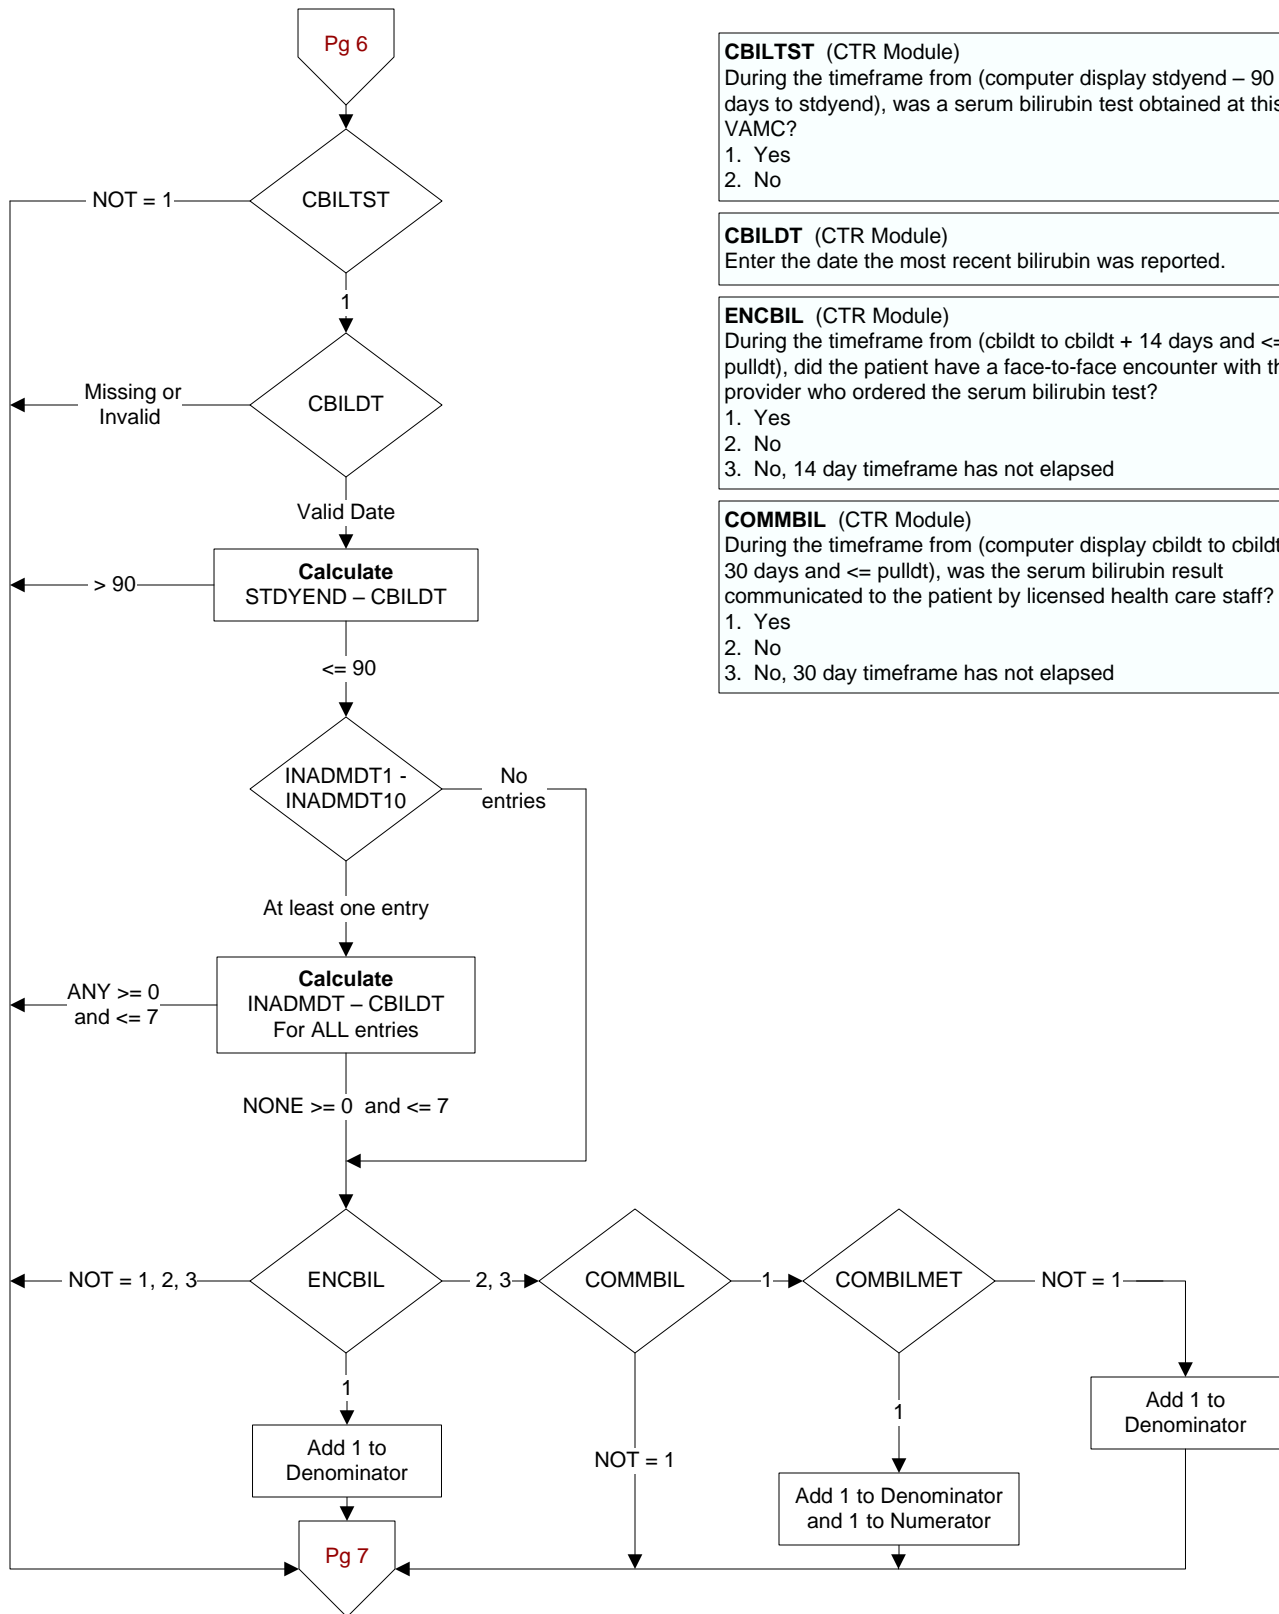 Pg 6
CBILTST (CTR Module)
During the timeframe from (computer display stdyend – 90
days to stdyend), was a serum bilirubin test obtained at this
VAMC?
1. Yes
2. No
CBILDT (CTR Module)
Enter the date the most recent bilirubin was reported.
ENCBIL (CTR Module)
During the timeframe from (cbildt to cbildt + 14 days and <=
pulldt), did the patient have a face-to-face encounter with
provider who ordered the serum bilirubin test?
1. Yes
2. No
3. No, 14 day timeframe has not elapsed
COMMBIL (CTR Module)
During the timeframe from (computer display cbildt to cbildt
30 days and <= pulldt), was the serum bilirubin result
communicated to the patient by licensed health care staff?
1. Yes
2. No
3. No, 30 day timeframe has not elapsed
CBILTST
NOT = 1
1
CBILDT
Missing or
Invalid
Valid Date
Calculate
STDYEND – CBILDT
> 90
<= 90
INADMDT1 -
INADMDT10
No
entries
At least one entry
Calculate
INADMDT – CBILDT
For ALL entries
ANY >= 0
and <= 7
NONE >= 0 and <= 7
ENCBIL
NOT = 1, 2, 3
2, 3
COMMBIL
1
COMBILMET
NOT = 1
1
Add 1 to
Denominator
NOT = 1
1
Add 1 to Denominator
and 1 to Numerator
Add 1 to
Denominator
Pg 7